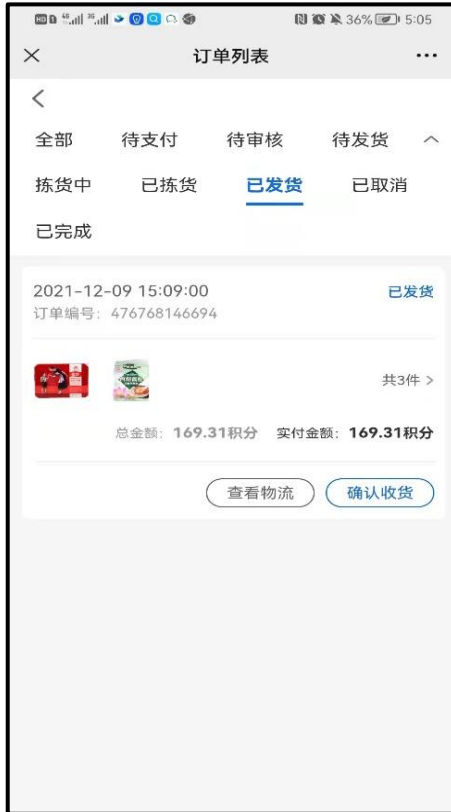 HD 46 3G 36% 5:05
订单列表
全部 待支付 待审核 待发货
拣货中 已拣货 已发货 已取消
已完成
2021-12-09 15:09:00 已发货
订单编号: 476768146694
共3件 >
总金额: 169.31积分 实付金额: 169.31积分
查看物流 确认收货